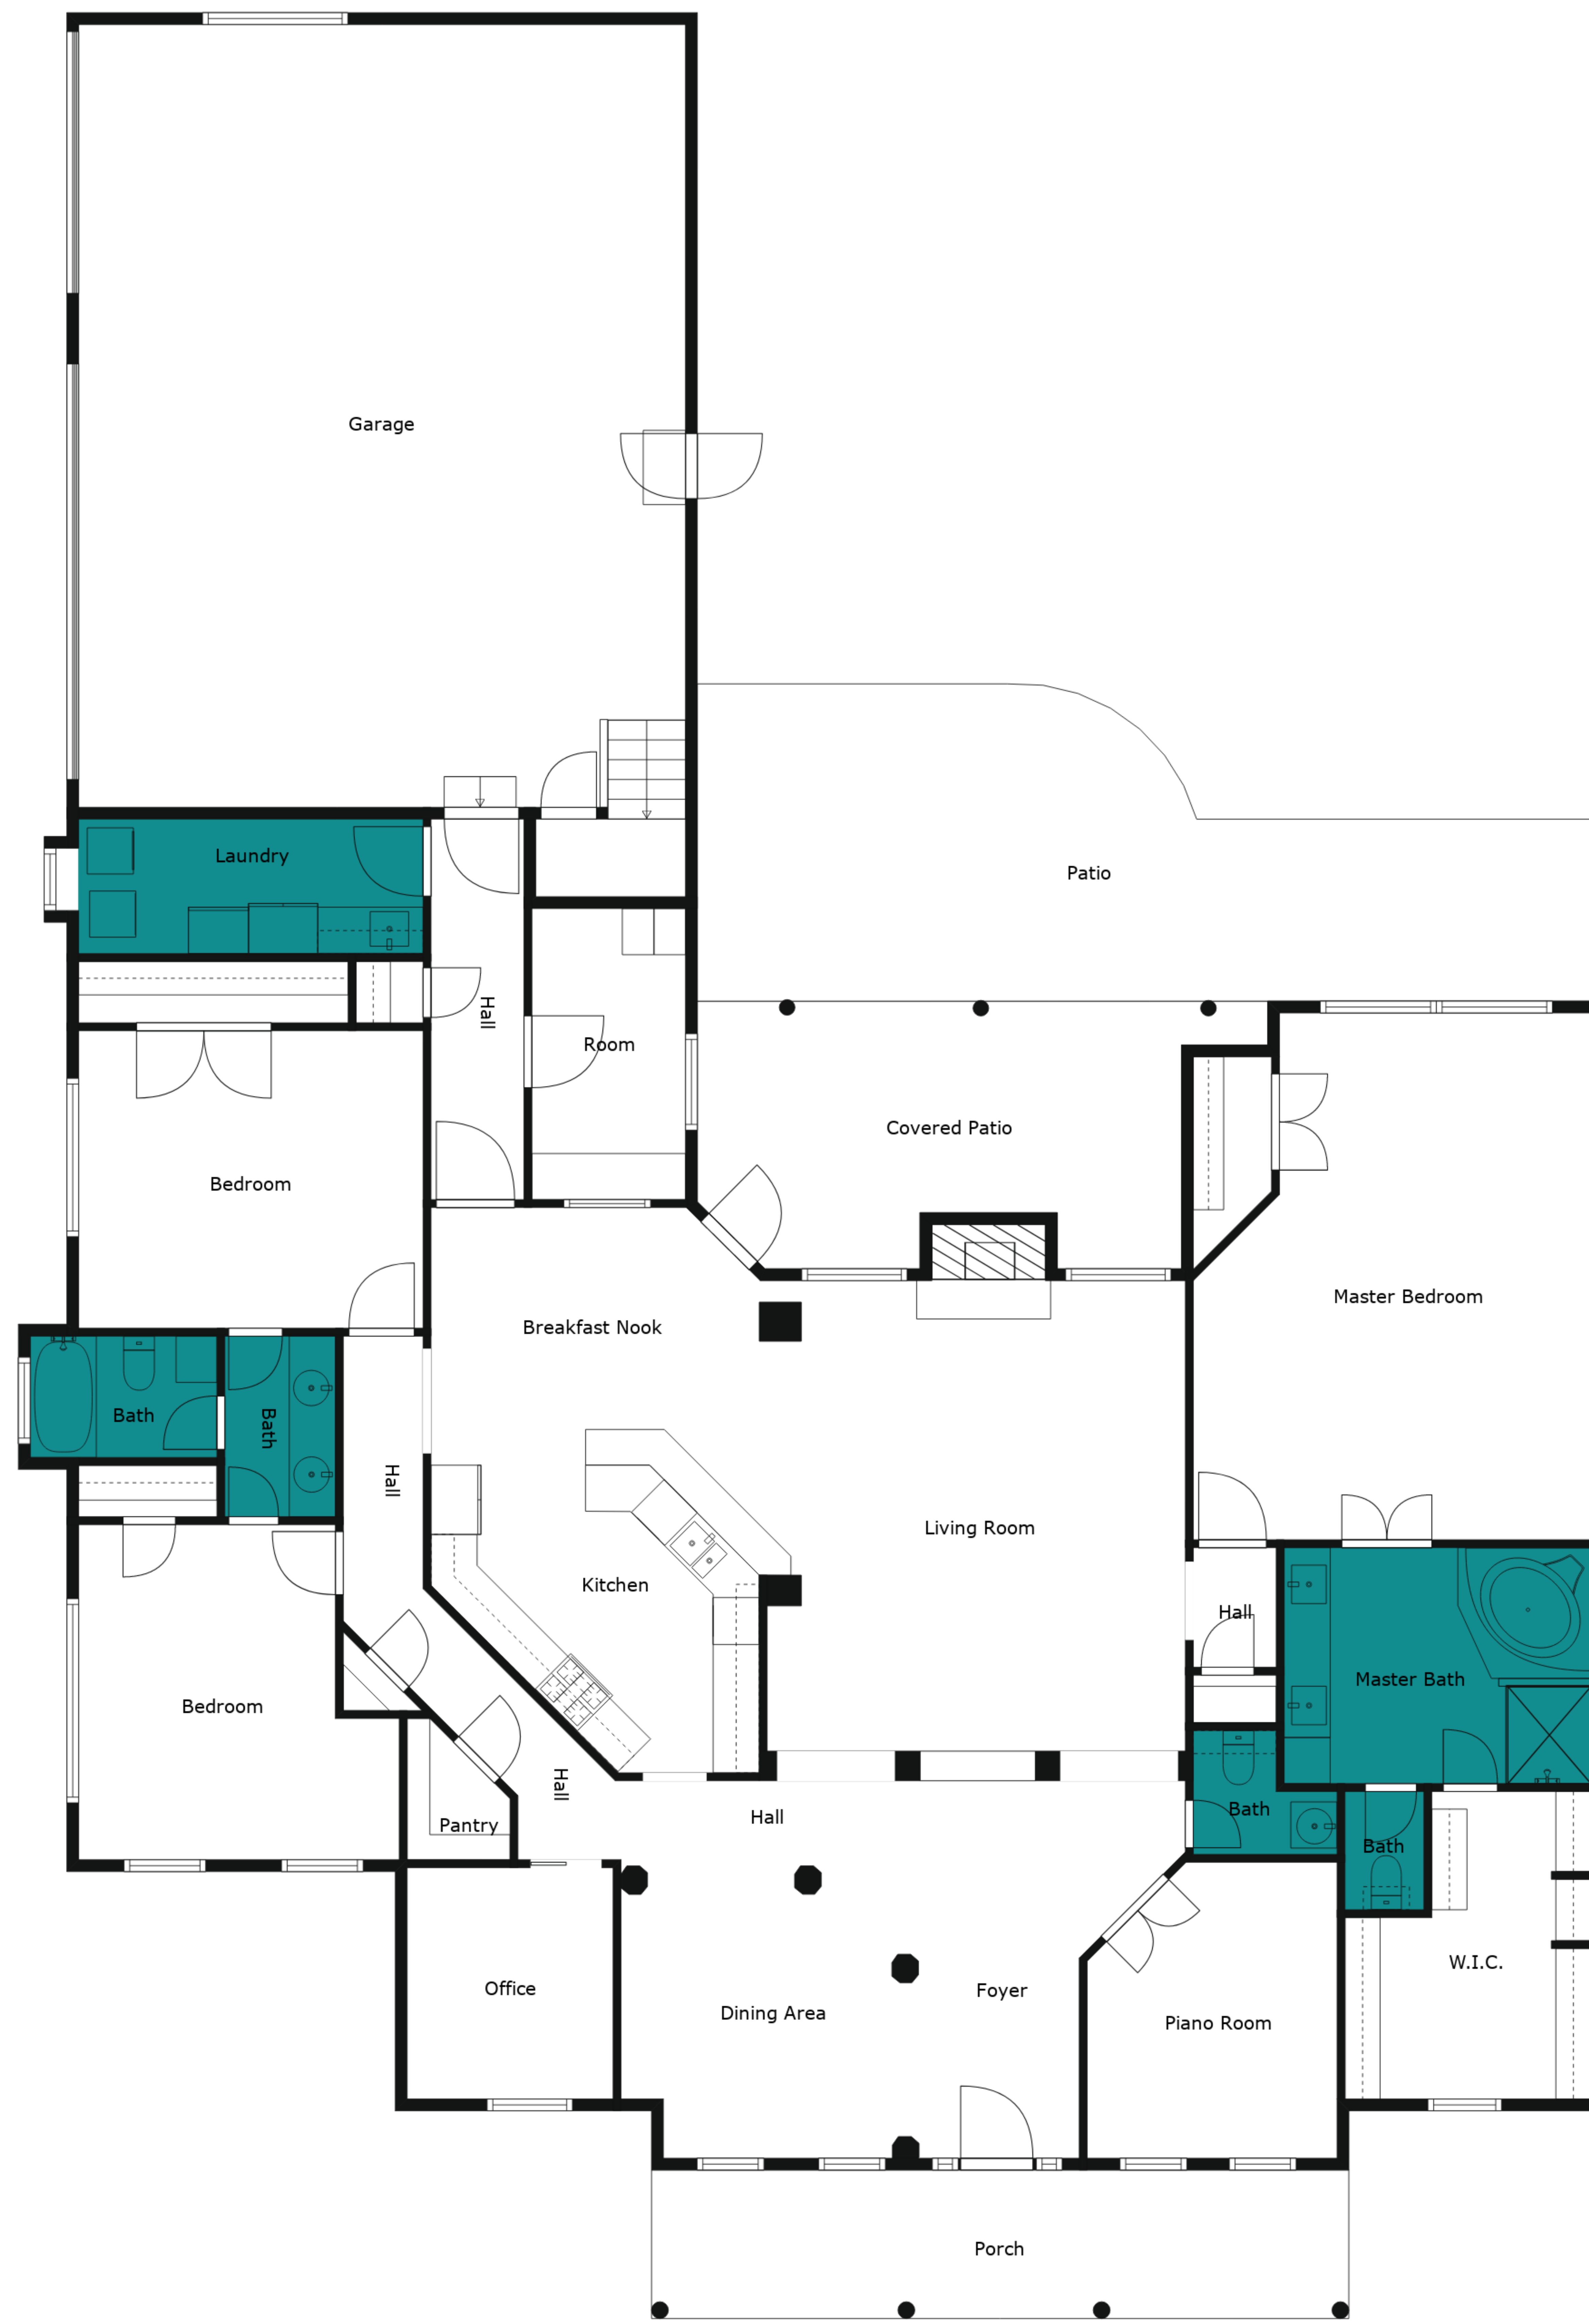 Garage
Laundry
Patio
Hall
Room
Covered Patio
Bedroom
Master Bedroom
Breakfast Nook
Bath
Bath
Hall
Living Room
Kitchen
Hall
Master Bath
Bedroom
Hall
Bath
Hall
Pantry
Bath
W.I.C.
Office
Foyer
Dining Area
Piano Room
Porch